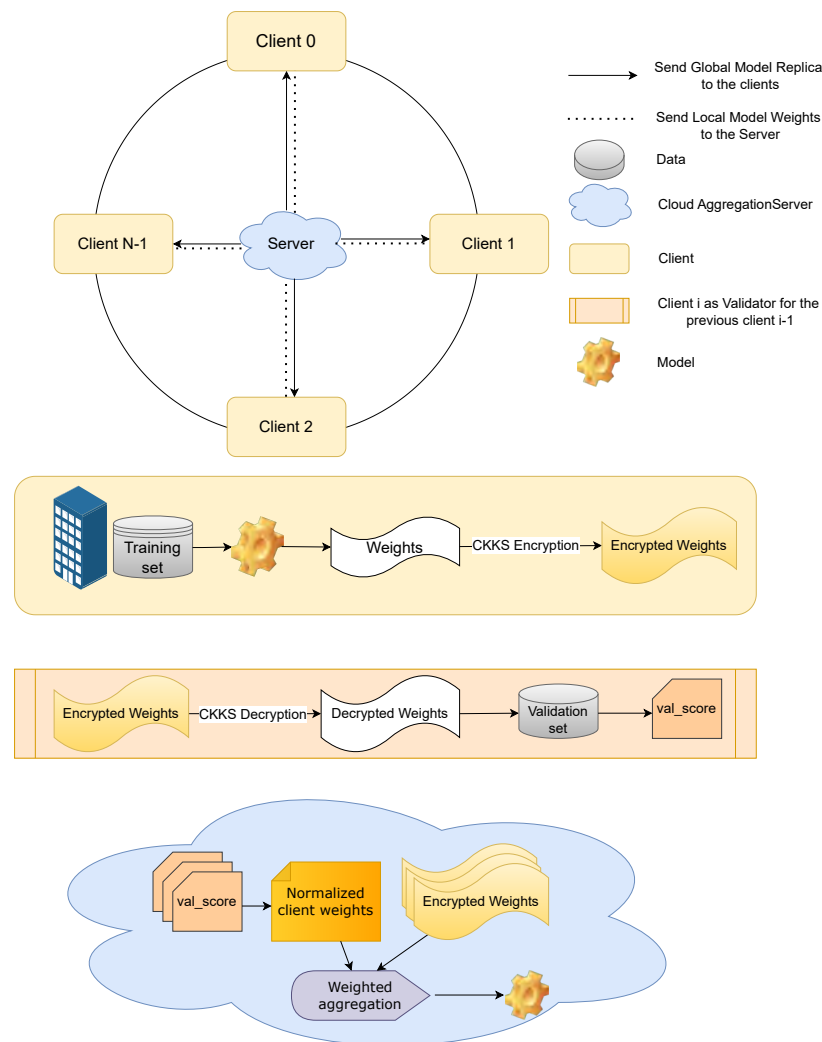 Client 0
Send Global Model Replica
to the clients
Send Local Model Weights
to the Server
Data
Cloud AggregationServer
Client N-1
Server
Client 1
Client
Client i as Validator for the
previous client i-1
Model
Client 2
Training
set
Weights
CKKS Encryption
Encrypted Weights
Encrypted Weights
CKKS Decryption
Decrypted Weights
Validation
set
val_score
val_score
Normalized
client weights
Encrypted Weights
Weighted
aggregation